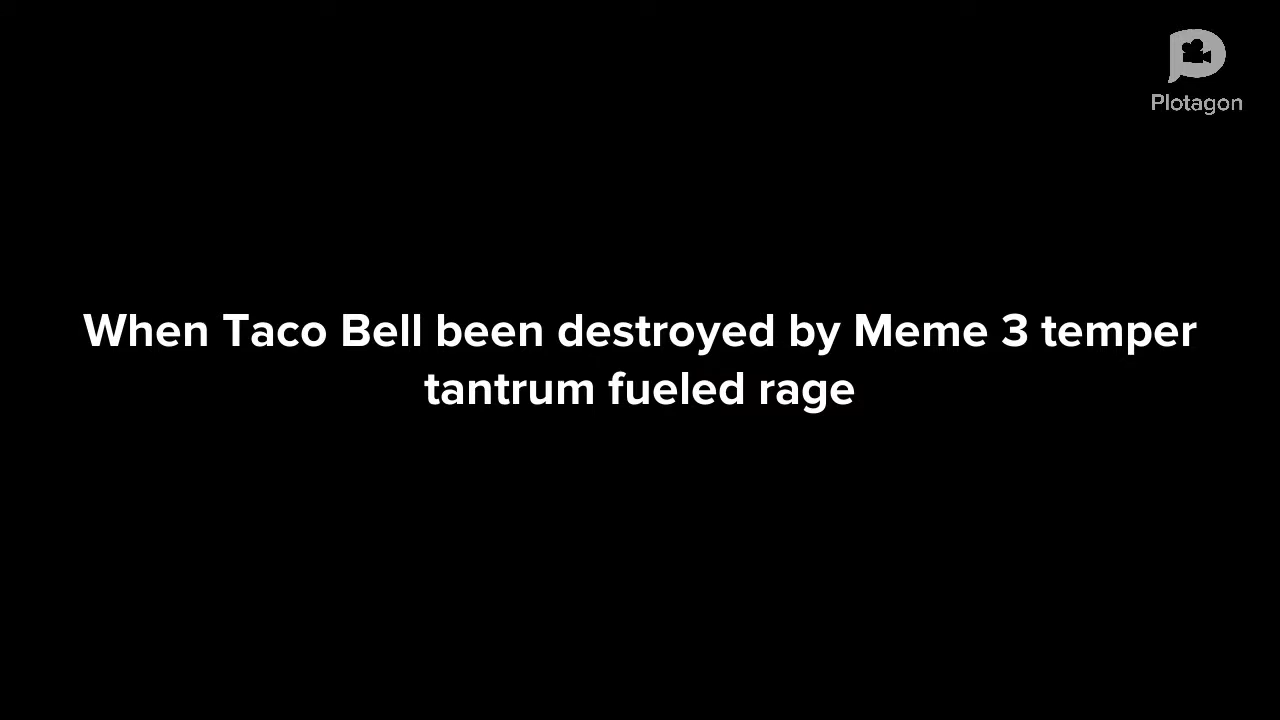 Plotagon
When Taco Bell been destroyed by Meme 3 temper
tantrum fueled rage